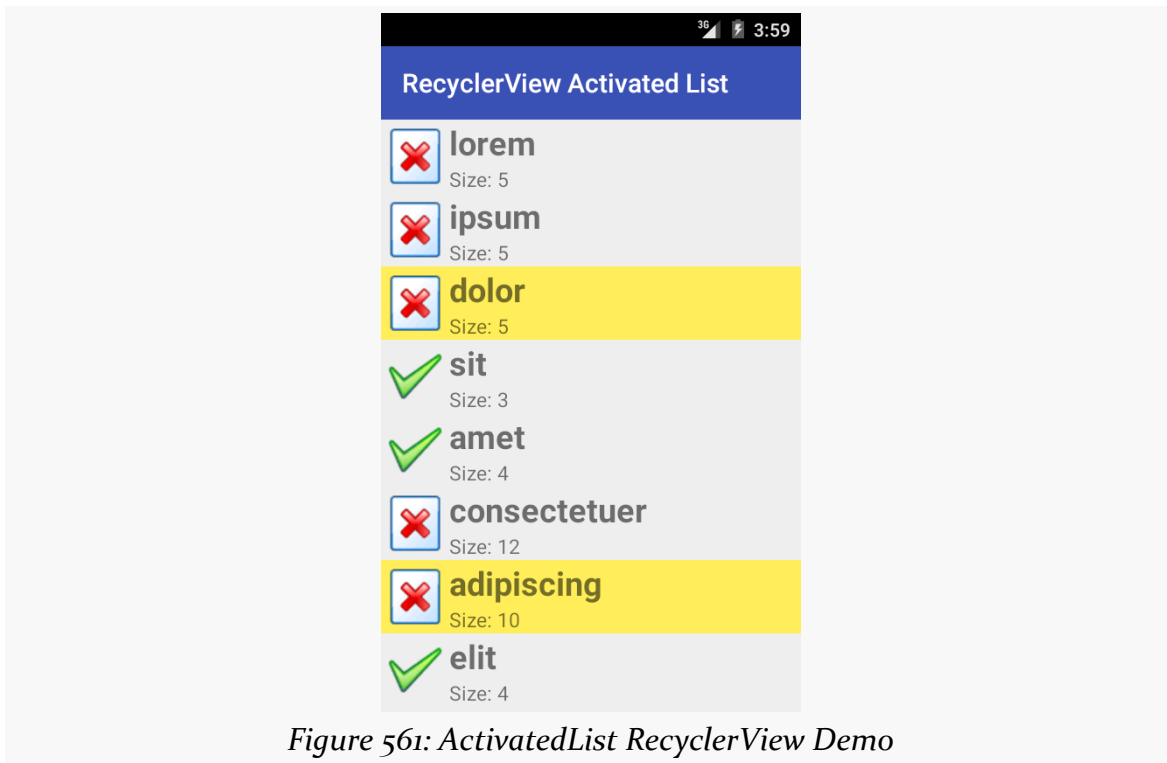 3G 3:59
RecyclerView Activated List
lorem
Size: 5
ipsum
Size: 5
dolor
Size: 5
sit
Size: 3
amet
Size: 4
consectetuer
Size: 12
adipiscing
Size: 10
elit
Size: 4
Figure 561: ActivatedList RecyclerView Demo